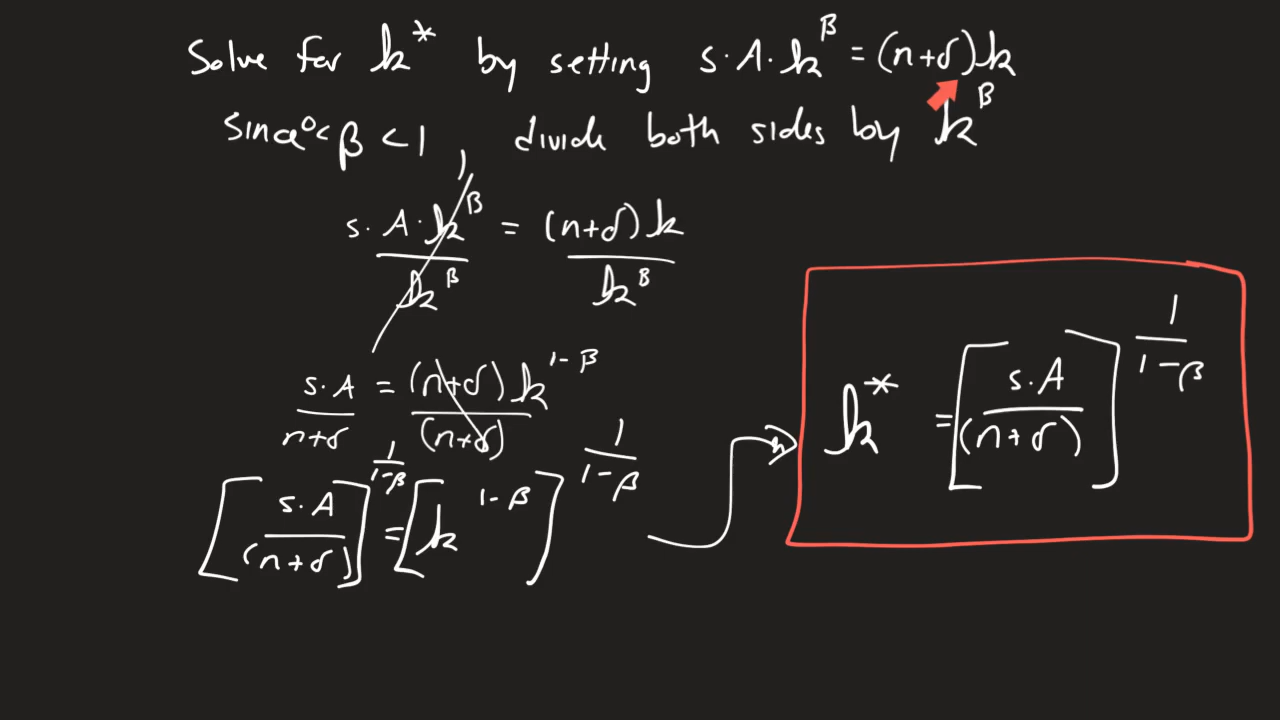 Solve for k* by setting s·A·k^β = (n+δ)k
Since 0<β<1, divide both sides by k^β
s·A·k^β / k^β = (n+δ)k / k^β
s·A / n+δ = (n+δ)k^(1-β) / (n+δ)
[s·A / (n+δ)]^(1/(1-β)) = [k^(1-β)]^(1/(1-β))
k* = [s·A / (n+δ)]^(1/(1-β))